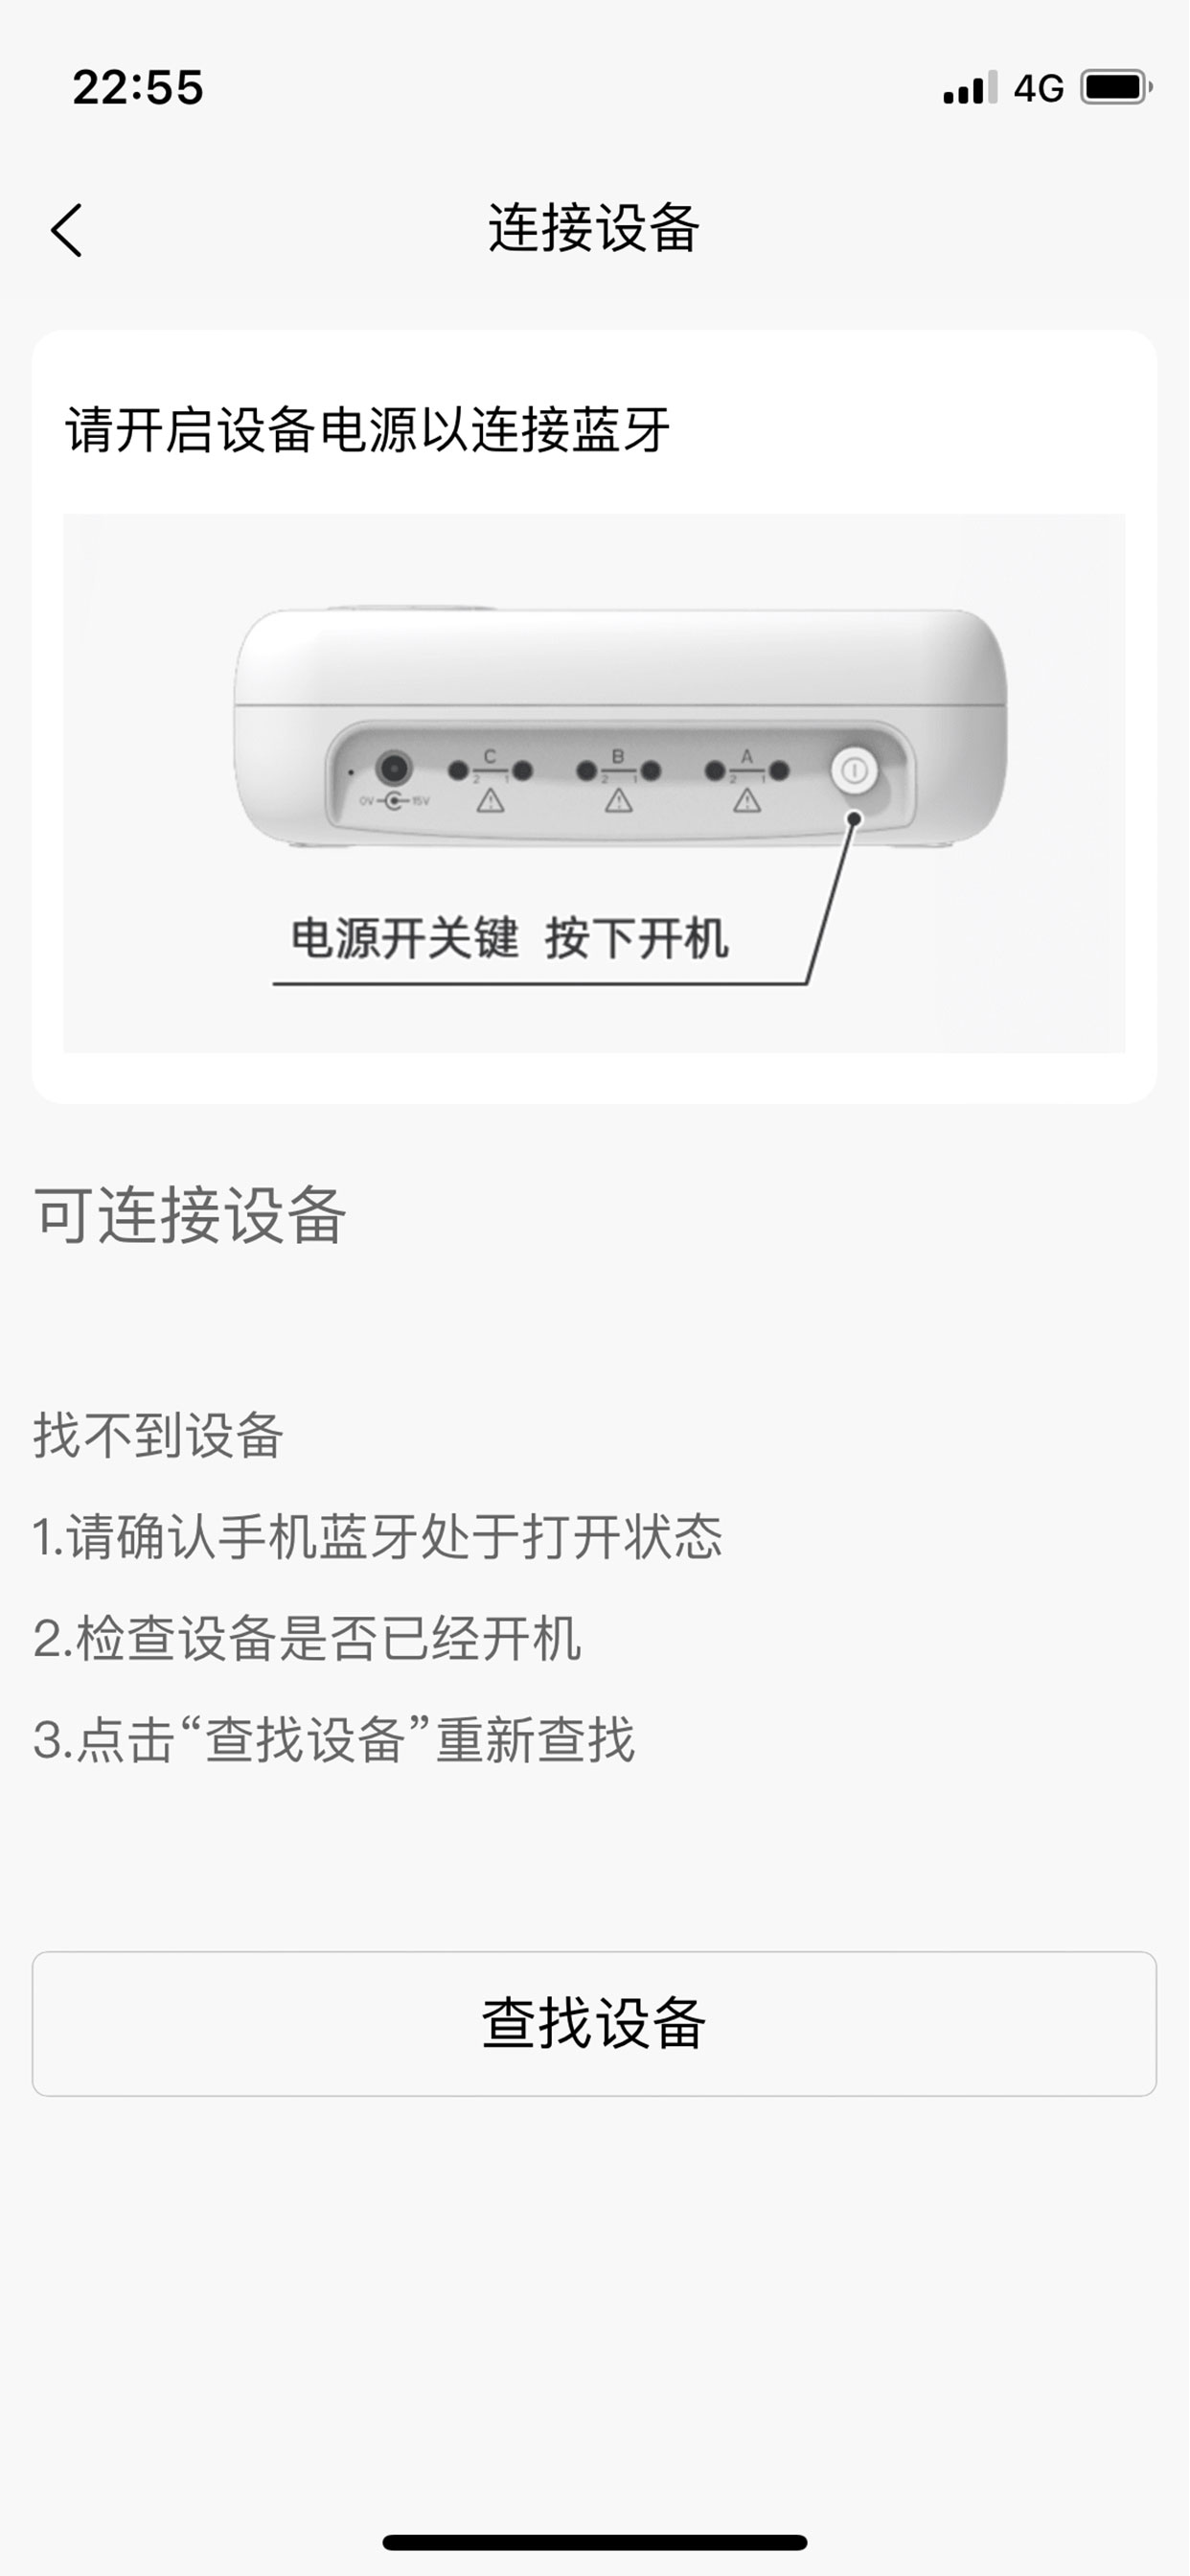 22:55 4G
连接设备
请开启设备电源以连接蓝牙
C B A
2 1 2 1 2 1
0V 15V
电源开关键 按下开机
可连接设备
找不到设备
1.请确认手机蓝牙处于打开状态
2.检查设备是否已经开机
3.点击“查找设备”重新查找
查找设备